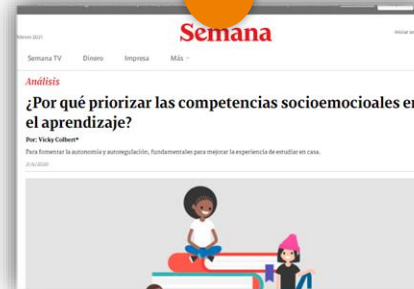 Semana
Semana TV Dinero Impresa Más
Análisis
¿Por qué priorizar las competencias socioemocioales en
el aprendizaje?
Por: Vicky Colbert*
Para fomentar la autonomía y autoregulación, fundamentales para mejorar la experiencia de estudiar en casa.